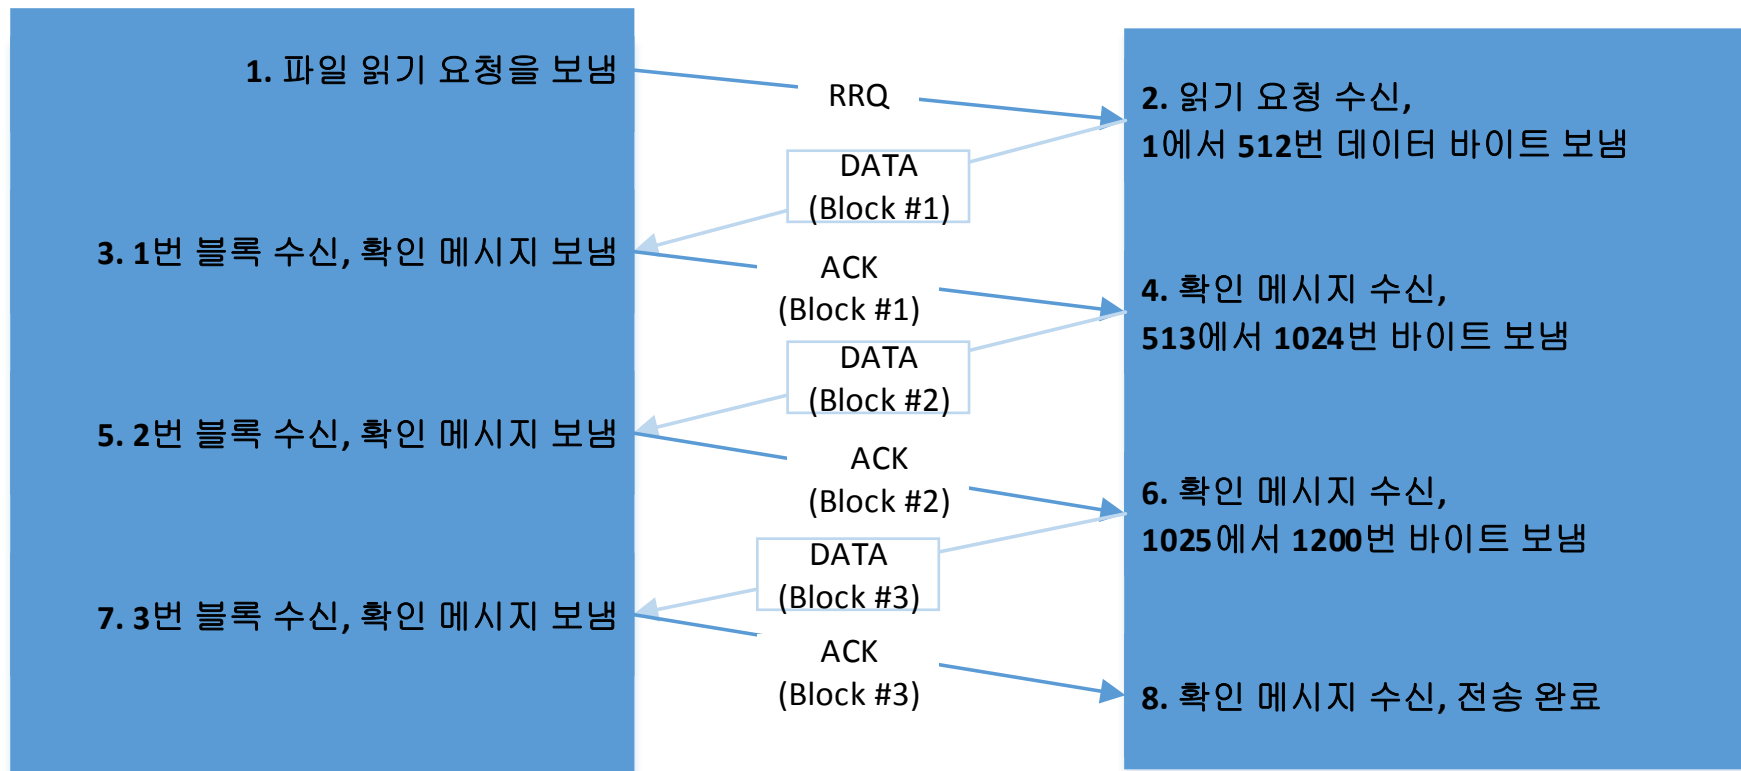 1. 파일 읽기 요청을 보냄
RRQ
2. 읽기 요청 수신,
1에서 512번 데이터 바이트 보냄
DATA
(Block #1)
3. 1번 블록 수신, 확인 메시지 보냄
ACK
(Block #1)
4. 확인 메시지 수신,
513에서 1024번 바이트 보냄
DATA
(Block #2)
5. 2번 블록 수신, 확인 메시지 보냄
ACK
(Block #2)
6. 확인 메시지 수신,
1025에서 1200번 바이트 보냄
DATA
(Block #3)
7. 3번 블록 수신, 확인 메시지 보냄
ACK
(Block #3)
8. 확인 메시지 수신, 전송 완료